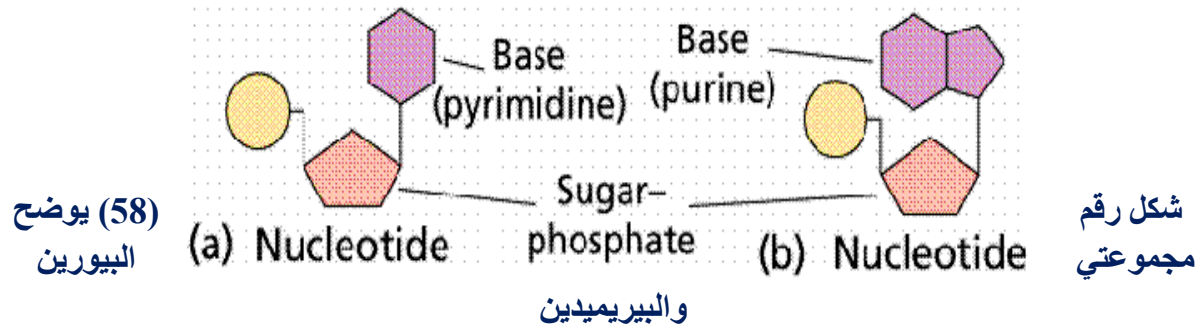 Base
(pyrimidine)
Base
(purine)
Sugar–
phosphate
(a) Nucleotide
(b) Nucleotide
شكل رقم (58) يوضح
مجموعتي البيورين
والبيريميدين